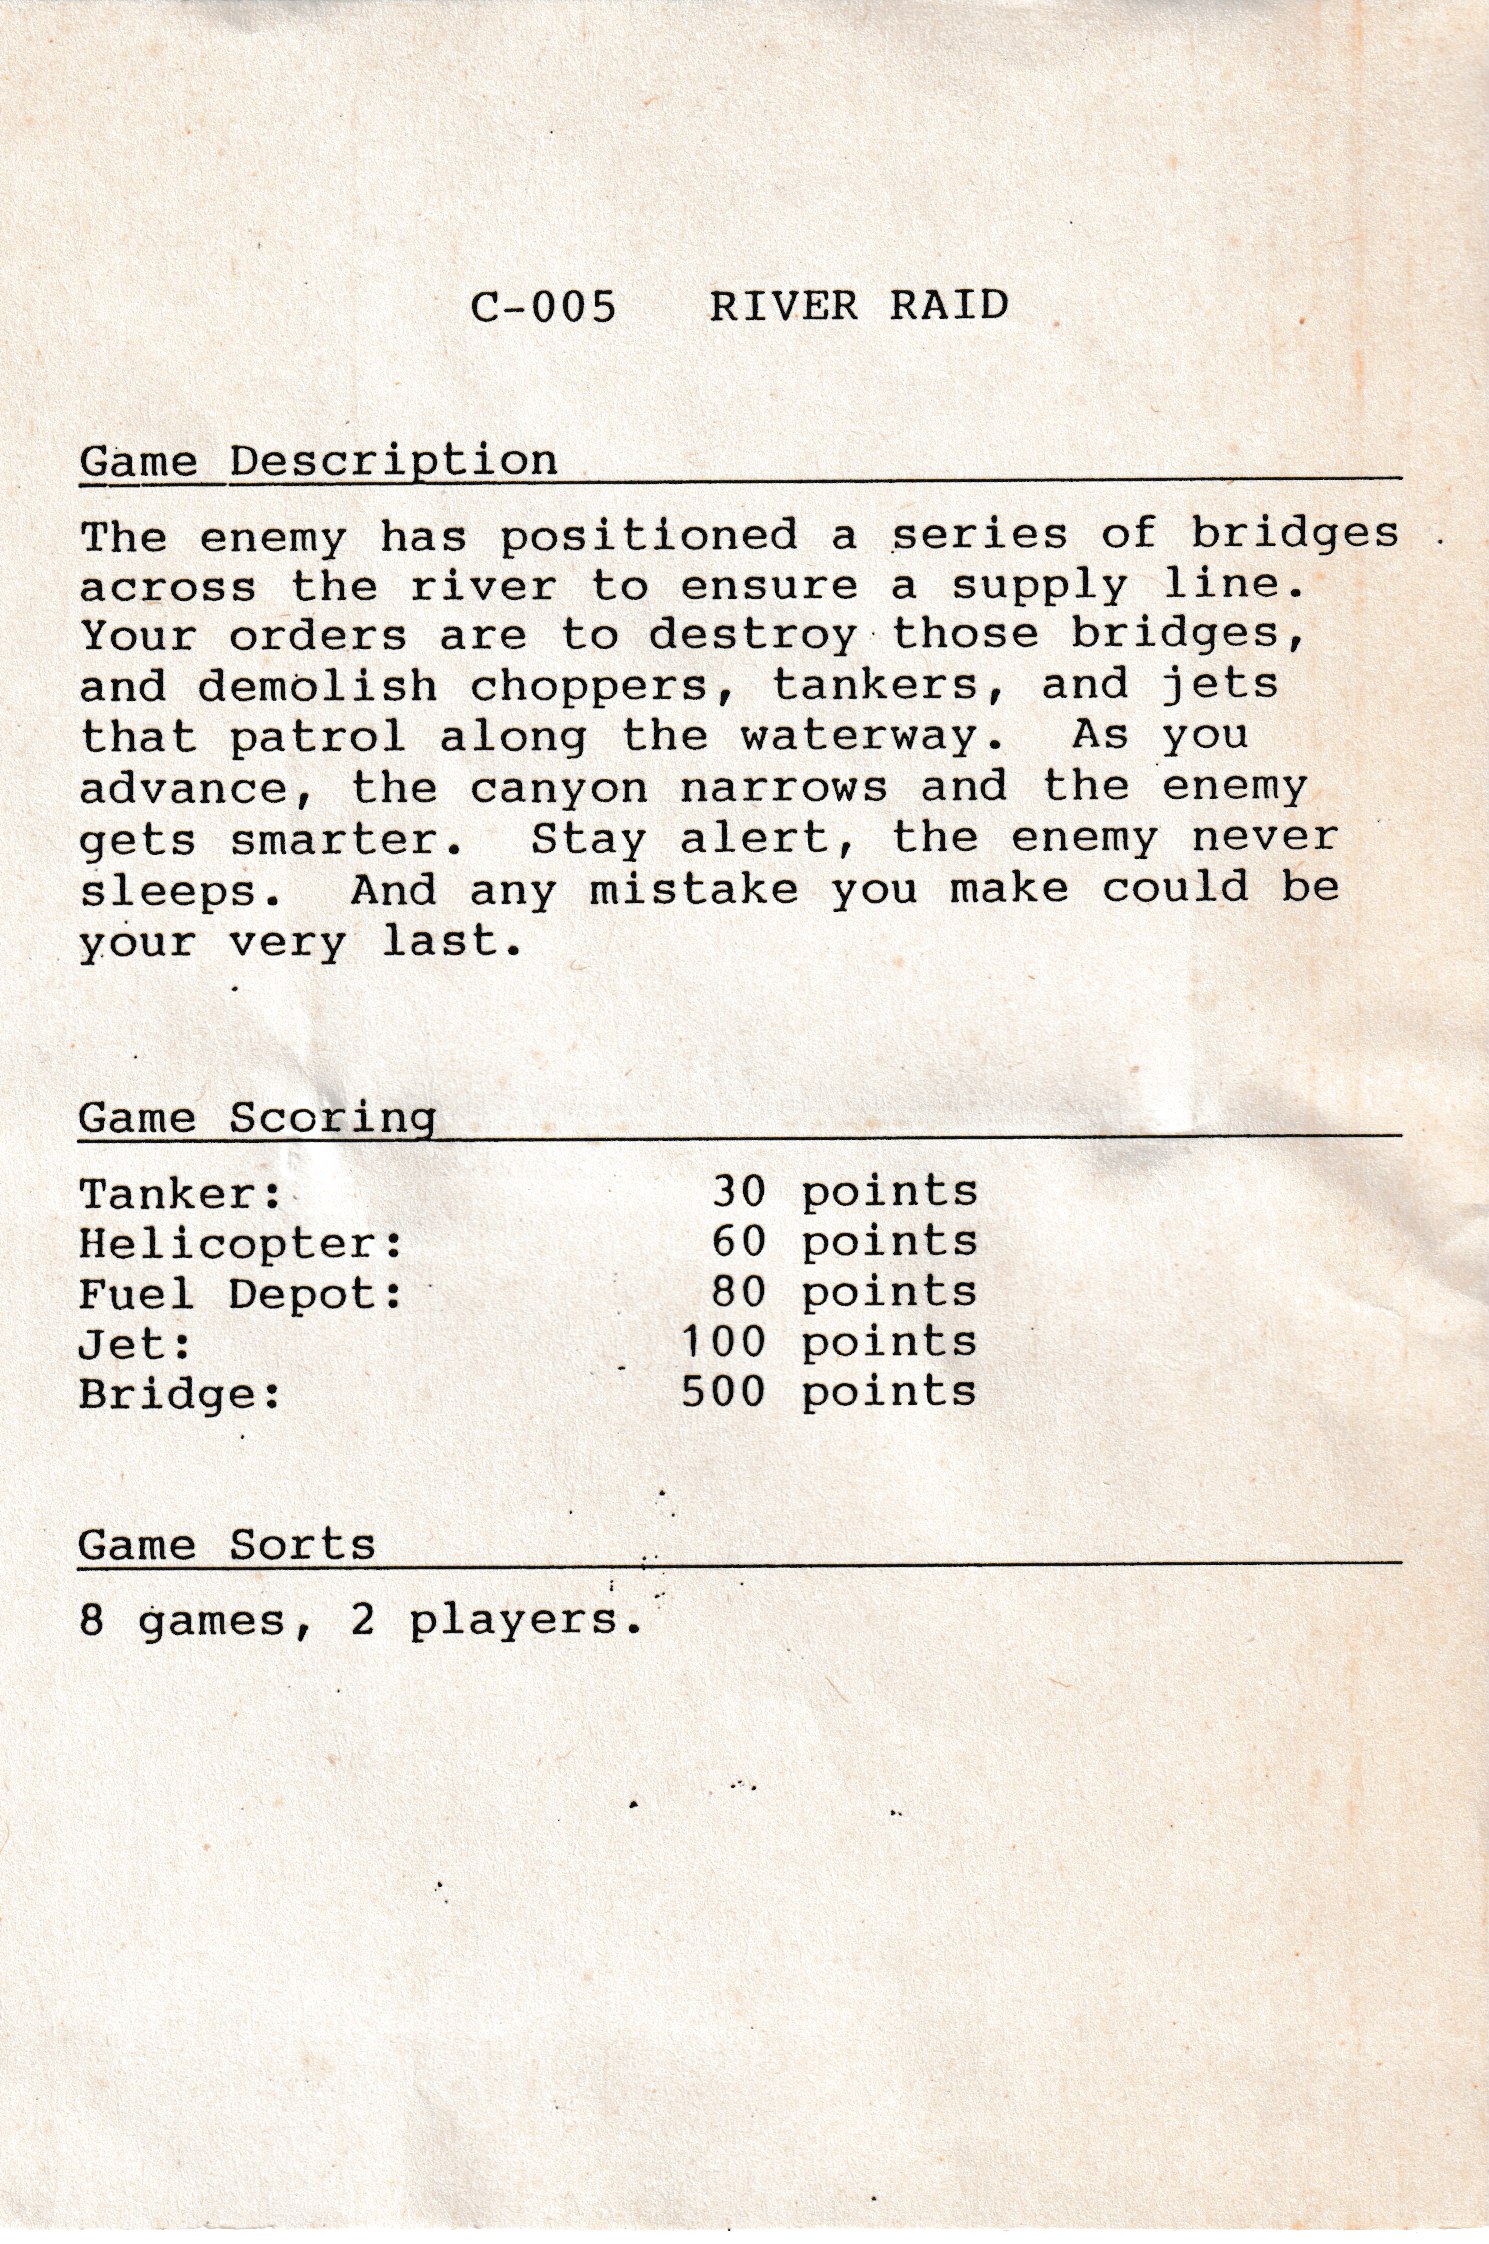 C-005   RIVER RAID
Game Description
The enemy has positioned a series of bridges
across the river to ensure a supply line.
Your orders are to destroy those bridges,
and demolish choppers, tankers, and jets
that patrol along the waterway.  As you
advance, the canyon narrows and the enemy
gets smarter.  Stay alert, the enemy never
sleeps.  And any mistake you make could be
your very last.
Game Scoring
Tanker: 30 points
Helicopter: 60 points
Fuel Depot: 80 points
Jet: 100 points
Bridge: 500 points
Game Sorts
8 games, 2 players.